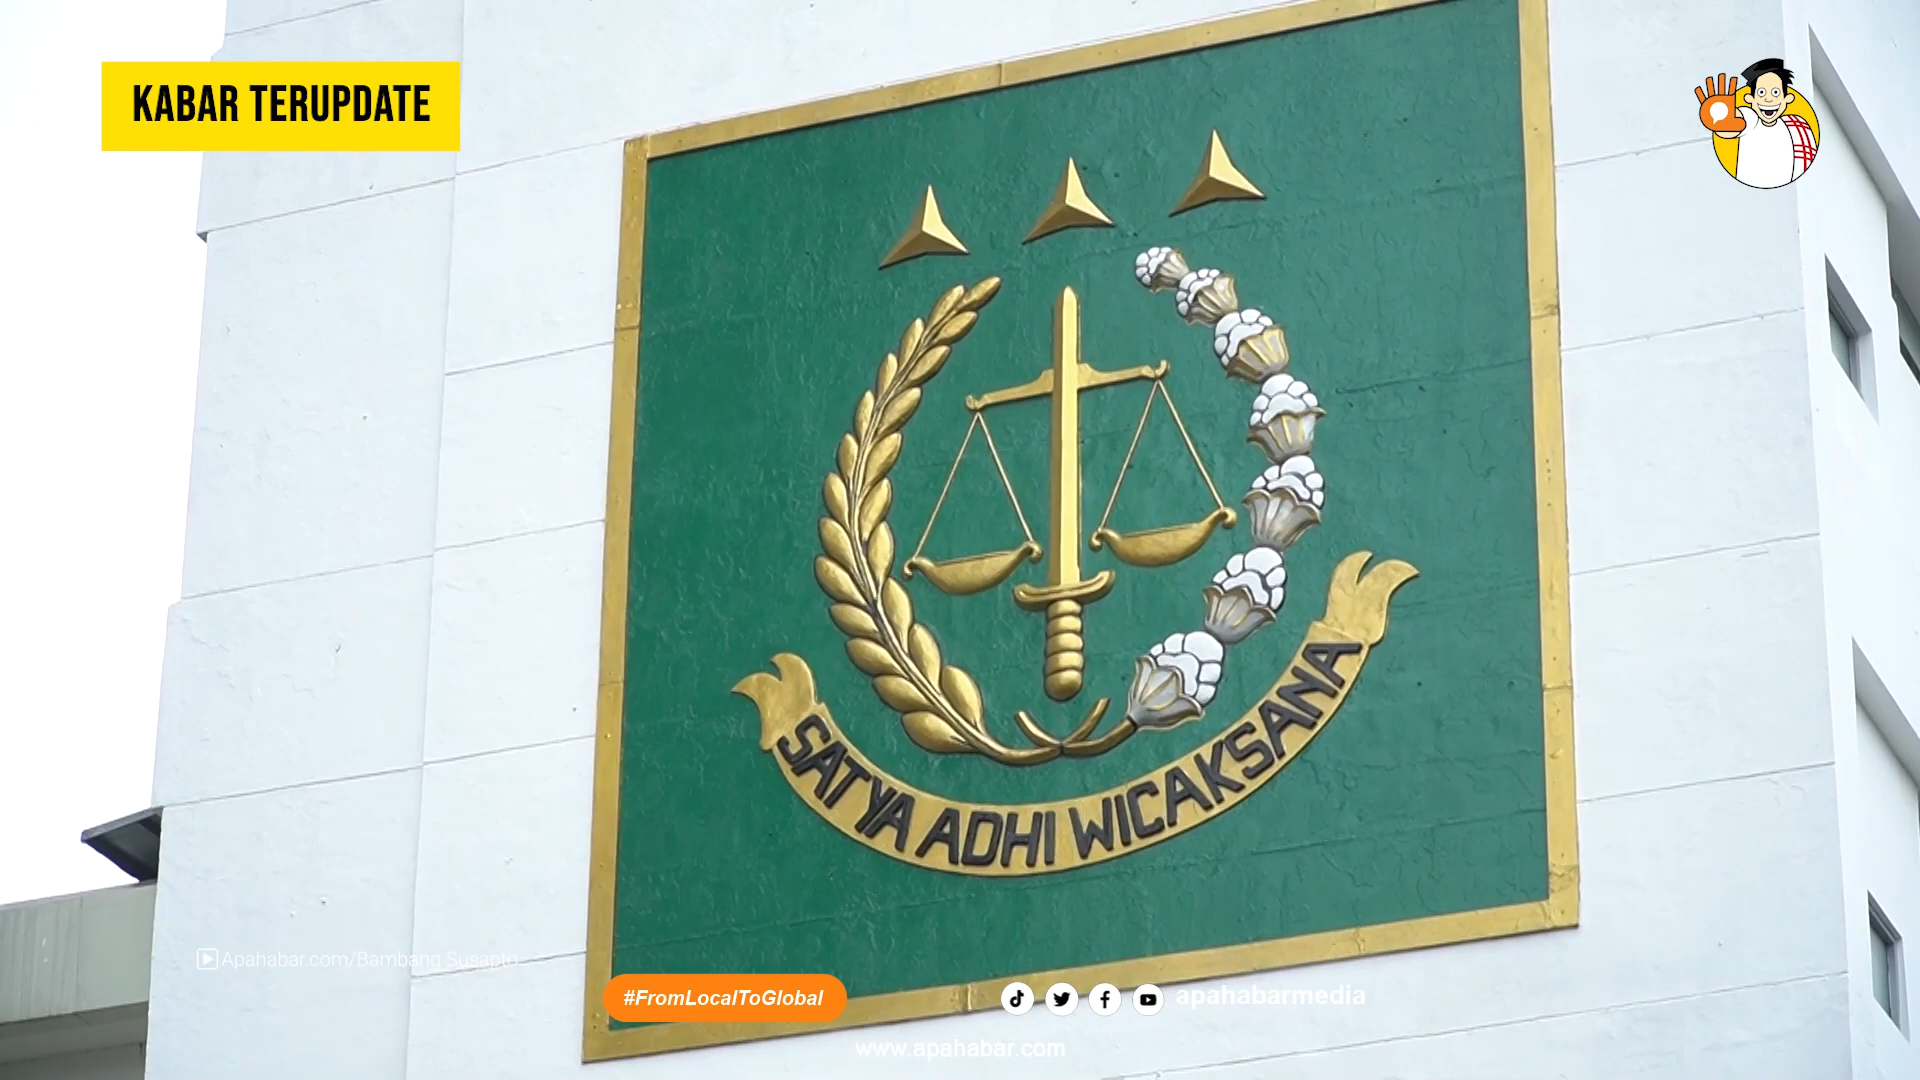 KABAR TERUPDATE
SATYA ADHI WICAKSANA
Apahabar.com/Bambang Susapto
#FromLocalToGlobal
apahabarmedia
www.apahabar.com